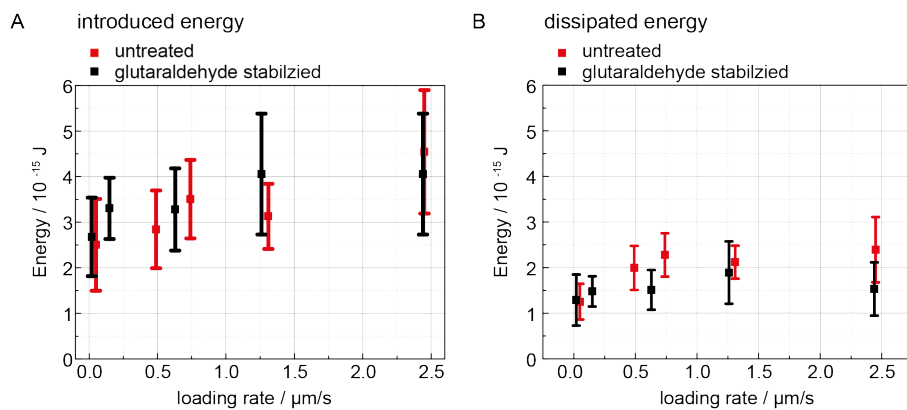 A introduced energy
untreated
glutaraldehyde stabilzied
6
5
4
3
2
1
0
Energy / 10 -15 J
0.0 0.5 1.0 1.5 2.0 2.5
loading rate / µm/s
B dissipated energy
untreated
glutaraldehyde stabilzied
6
5
4
3
2
1
0
Energy / 10 -15 J
0.0 0.5 1.0 1.5 2.0 2.5
loading rate / µm/s